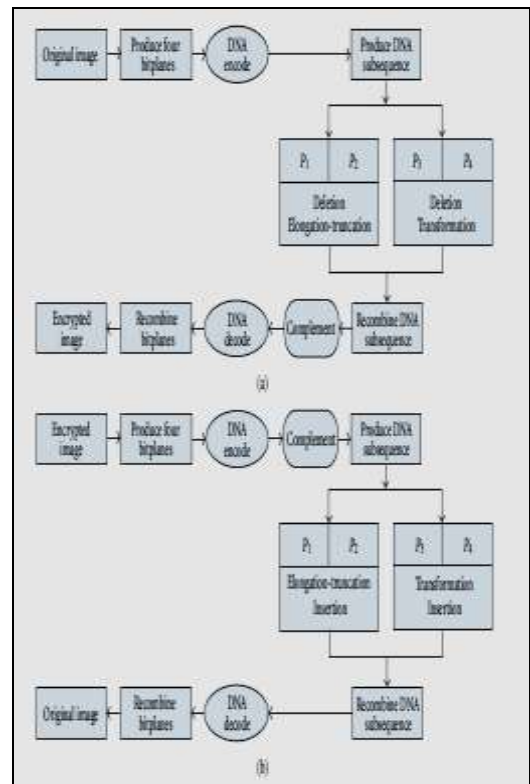 Original image
Produce four
bitplanes
DNA
encode
Produce DNA
subsequence
P1
P2
Deletion
Elongation-truncation
P3
P4
Deletion
Transformation
Encrypted
image
Recombine
bitplanes
DNA
decode
Complement
Recombine DNA
subsequence
(a)
Encrypted
image
Produce four
bitplanes
DNA
encode
Complement
Produce DNA
subsequence
P1
P2
Elongation-truncation
Insertion
P3
P4
Transformation
Insertion
Original image
Recombine
bitplanes
DNA
decode
Recombine DNA
subsequence
(b)